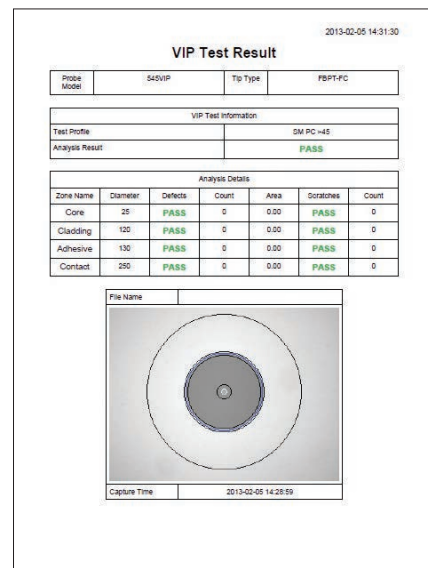 2013-02-05 14:31:30
VIP Test Result
Probe Model 545VIP Tip Type FBPT-FC
VIP Test Information
Test Profile SM PC >45
Analysis Result PASS
Analysis Details
Zone Name Diameter Defects Count Area Scratches Count
Core 25 PASS 0 0.00 PASS 0
Cladding 120 PASS 0 0.00 PASS 0
Adhesive 130 PASS 0 0.00 PASS 0
Contact 250 PASS 0 0.00 PASS 0
File Name
Capture Time 2013-02-05 14:28:59